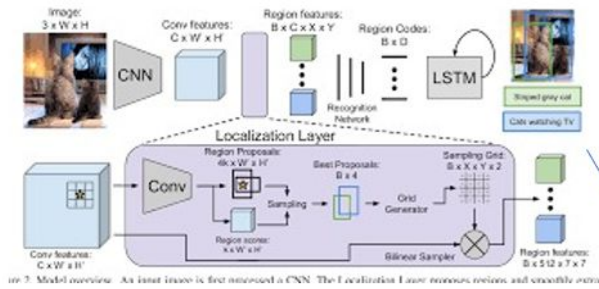 Image:
3 x W x H
Conv features:
C x W' x H'
Region features:
B x C x X x Y
Region Codes:
B x D
CNN
LSTM
Recognition
Network
Striped gray cat
Cats watching TV
Localization Layer
Region Proposals:
4k x W' x H'
Conv
Sampling
Region scores:
k x W' x H'
Best Proposals:
B x 4
Grid
Generator
Sampling Grid:
B x X x Y x 2
Bilinear Sampler
Conv features:
C x W' x H'
Region features:
B x 512 x 7 x 7
2. Model overview. An input image is first processed a CNN. The Localization Layer proposes regions and smoothly